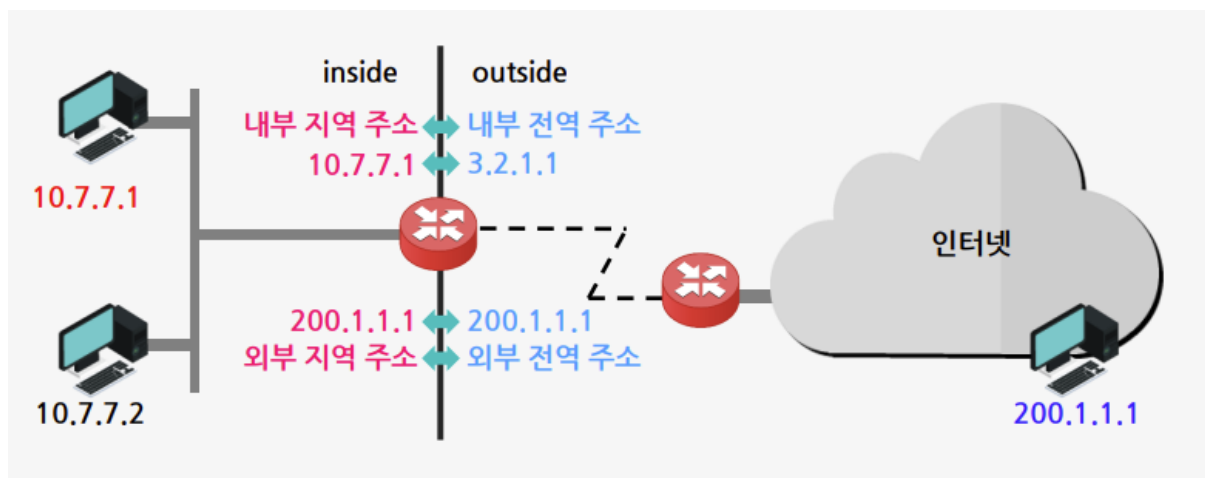 inside outside
내부 지역 주소 내부 전역 주소
10.7.7.1 3.2.1.1
10.7.7.1
인터넷
200.1.1.1 200.1.1.1
외부 지역 주소 외부 전역 주소
10.7.7.2
200.1.1.1